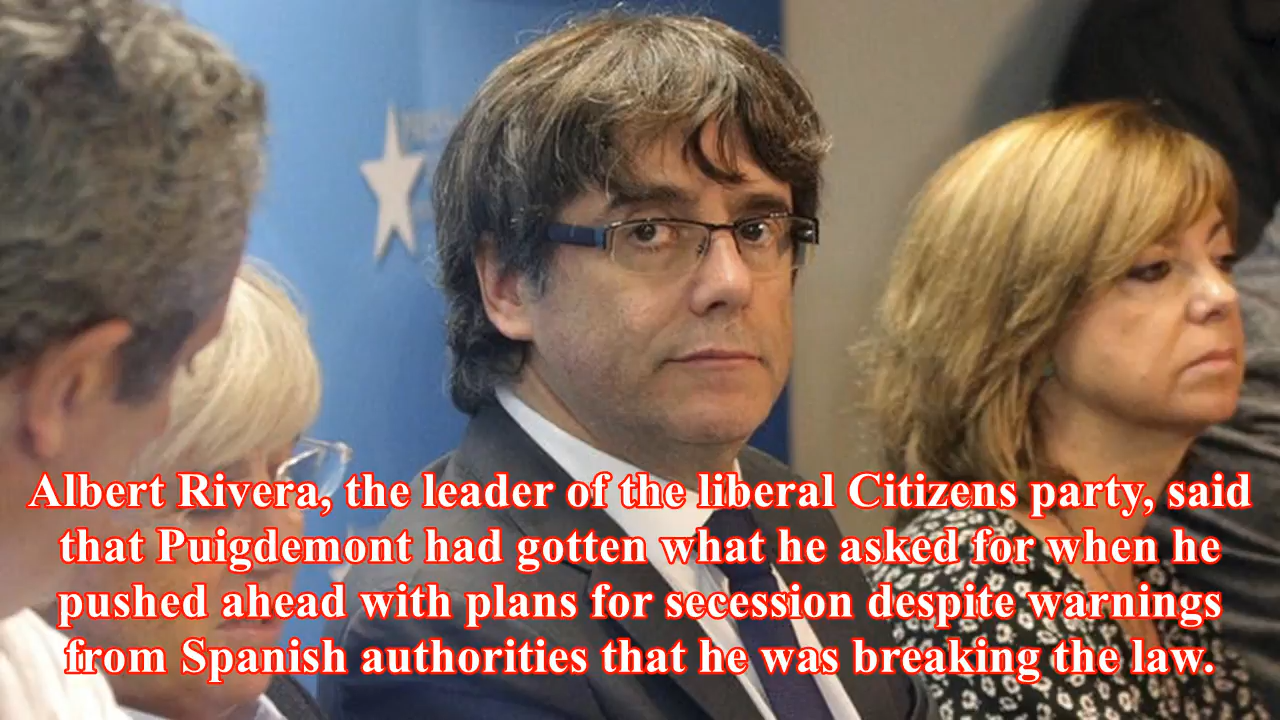 Albert Rivera, the leader of the liberal Citizens party, said
that Puigdemont had gotten what he asked for when he
pushed ahead with plans for secession despite warnings
from Spanish authorities that he was breaking the law.